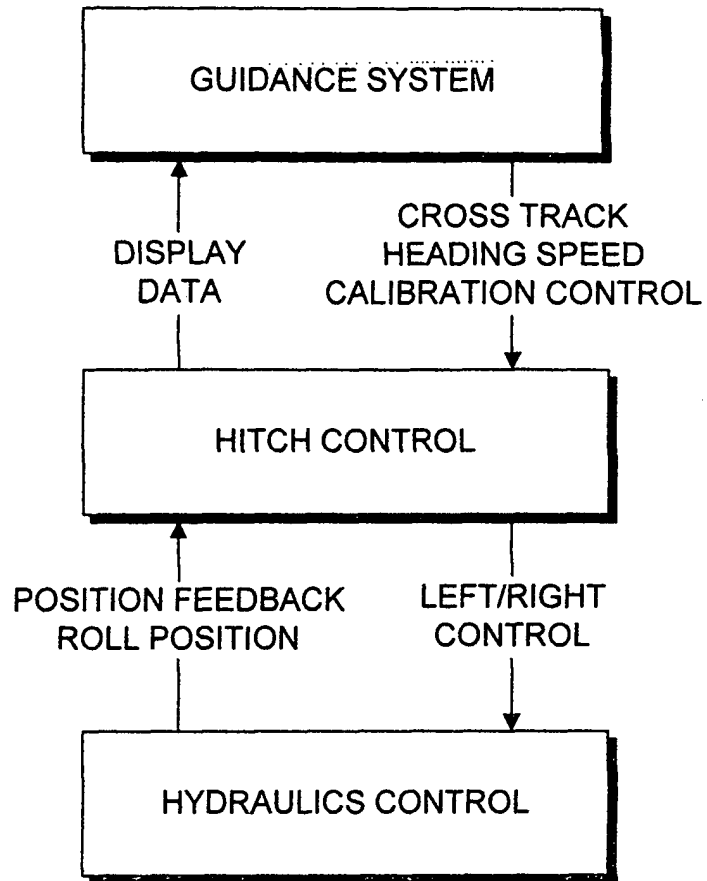 GUIDANCE SYSTEM
DISPLAY
DATA
CROSS TRACK
HEADING SPEED
CALIBRATION CONTROL
HITCH CONTROL
POSITION FEEDBACK
ROLL POSITION
LEFT/RIGHT
CONTROL
HYDRAULICS CONTROL